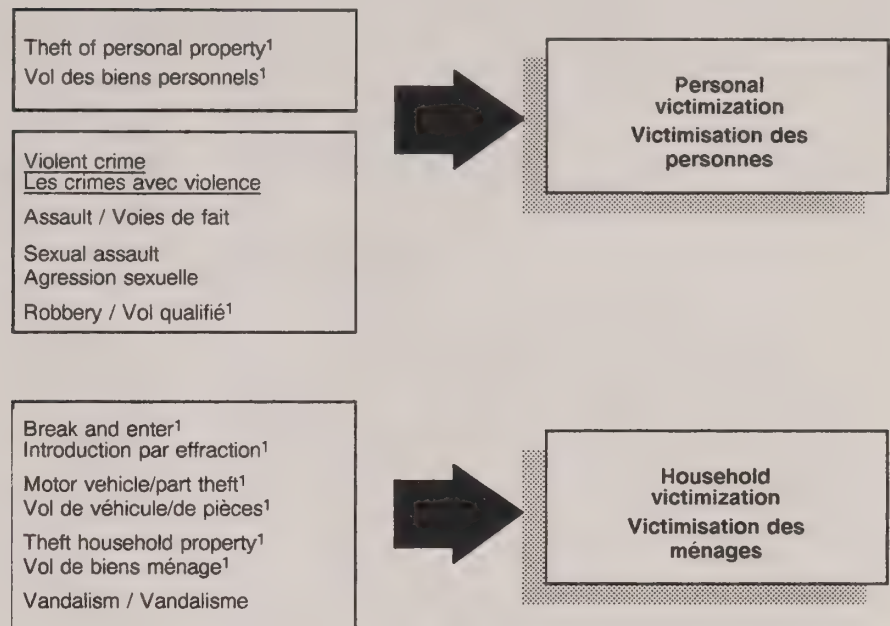 Theft of personal property¹
Vol des biens personnels¹
Personal
victimization
Victimisation des
personnes
Violent crime
Les crimes avec violence
Assault / Voies de fait
Sexual assault
Agression sexuelle
Robbery / Vol qualifié¹
Break and enter¹
Introduction par effraction¹
Motor vehicle/part theft¹
Vol de véhicule/de pièces¹
Theft household property¹
Vol de biens ménage¹
Vandalism / Vandalisme
Household
victimization
Victimisation des
ménages